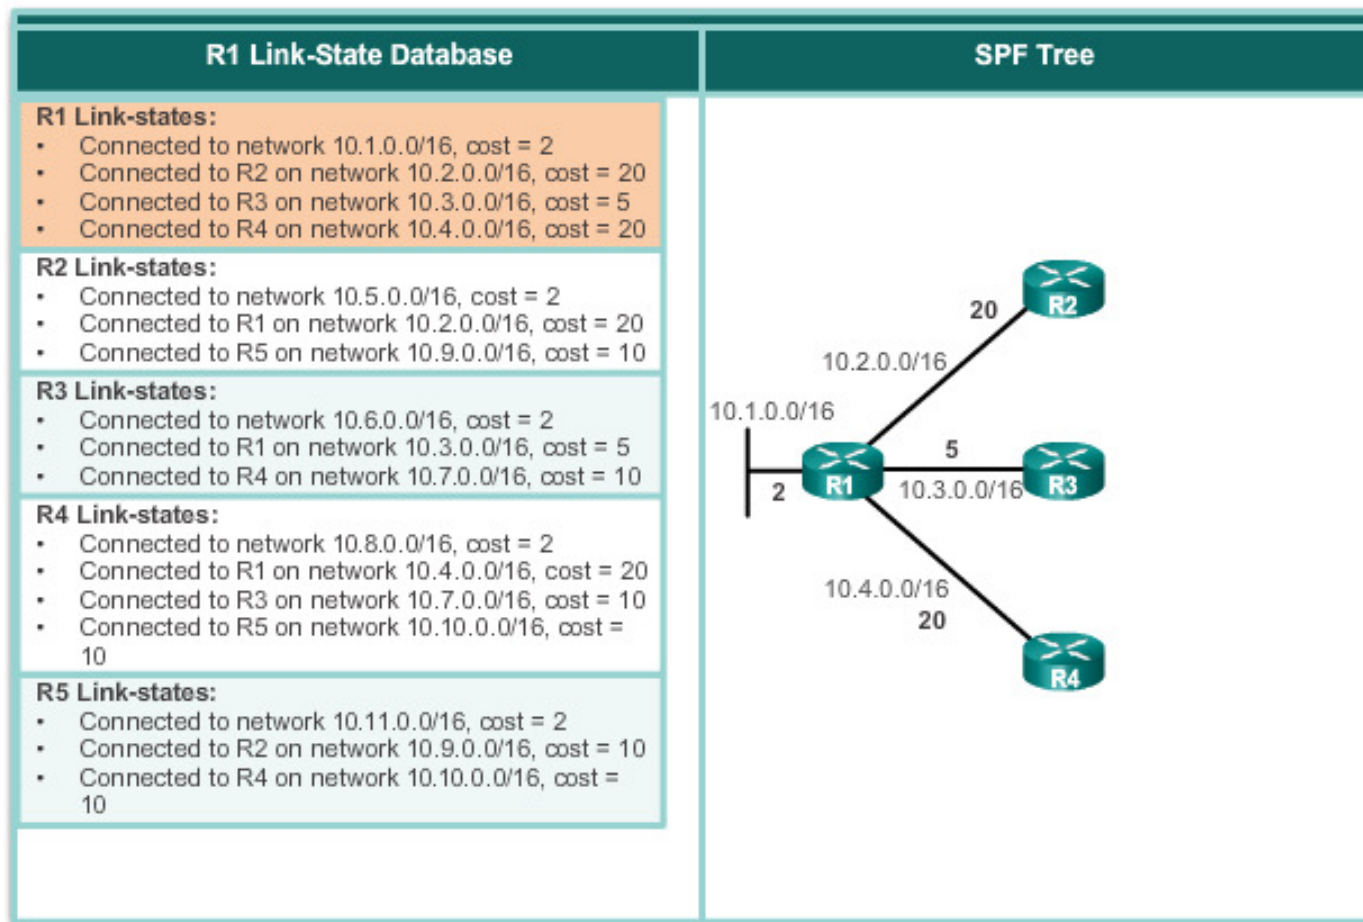 R1 Link-State Database
SPF Tree
R1 Link-states:
• Connected to network 10.1.0.0/16, cost = 2
• Connected to R2 on network 10.2.0.0/16, cost = 20
• Connected to R3 on network 10.3.0.0/16, cost = 5
• Connected to R4 on network 10.4.0.0/16, cost = 20
R2 Link-states:
• Connected to network 10.5.0.0/16, cost = 2
• Connected to R1 on network 10.2.0.0/16, cost = 20
• Connected to R5 on network 10.9.0.0/16, cost = 10
R3 Link-states:
• Connected to network 10.6.0.0/16, cost = 2
• Connected to R1 on network 10.3.0.0/16, cost = 5
• Connected to R4 on network 10.7.0.0/16, cost = 10
R4 Link-states:
• Connected to network 10.8.0.0/16, cost = 2
• Connected to R1 on network 10.4.0.0/16, cost = 20
• Connected to R3 on network 10.7.0.0/16, cost = 10
• Connected to R5 on network 10.10.0.0/16, cost =
10
R5 Link-states:
• Connected to network 10.11.0.0/16, cost = 2
• Connected to R2 on network 10.9.0.0/16, cost = 10
• Connected to R4 on network 10.10.0.0/16, cost =
10
R2
20
10.2.0.0/16
10.1.0.0/16
5
2
R1
10.3.0.0/16
R3
10.4.0.0/16
20
R4